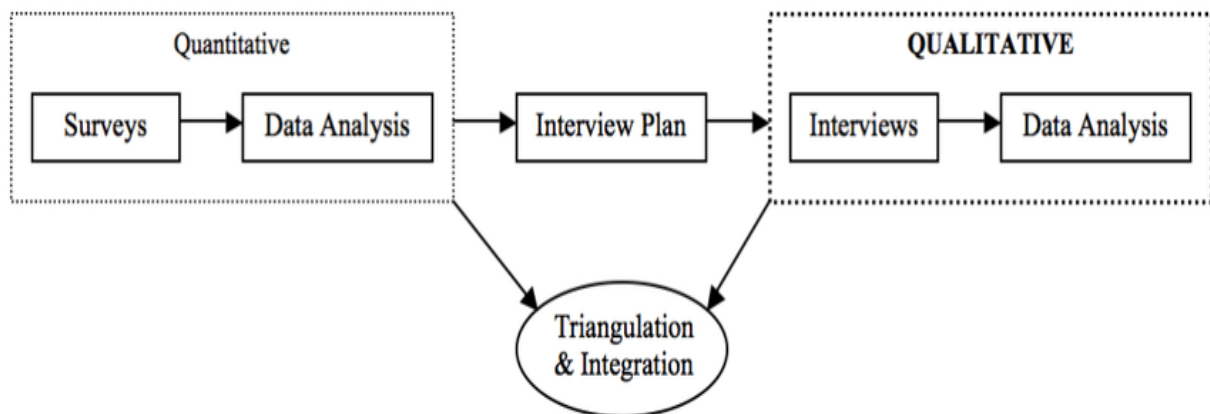 Quantitative
QUALITATIVE
Surveys
Data Analysis
Interview Plan
Interviews
Data Analysis
Triangulation
& Integration